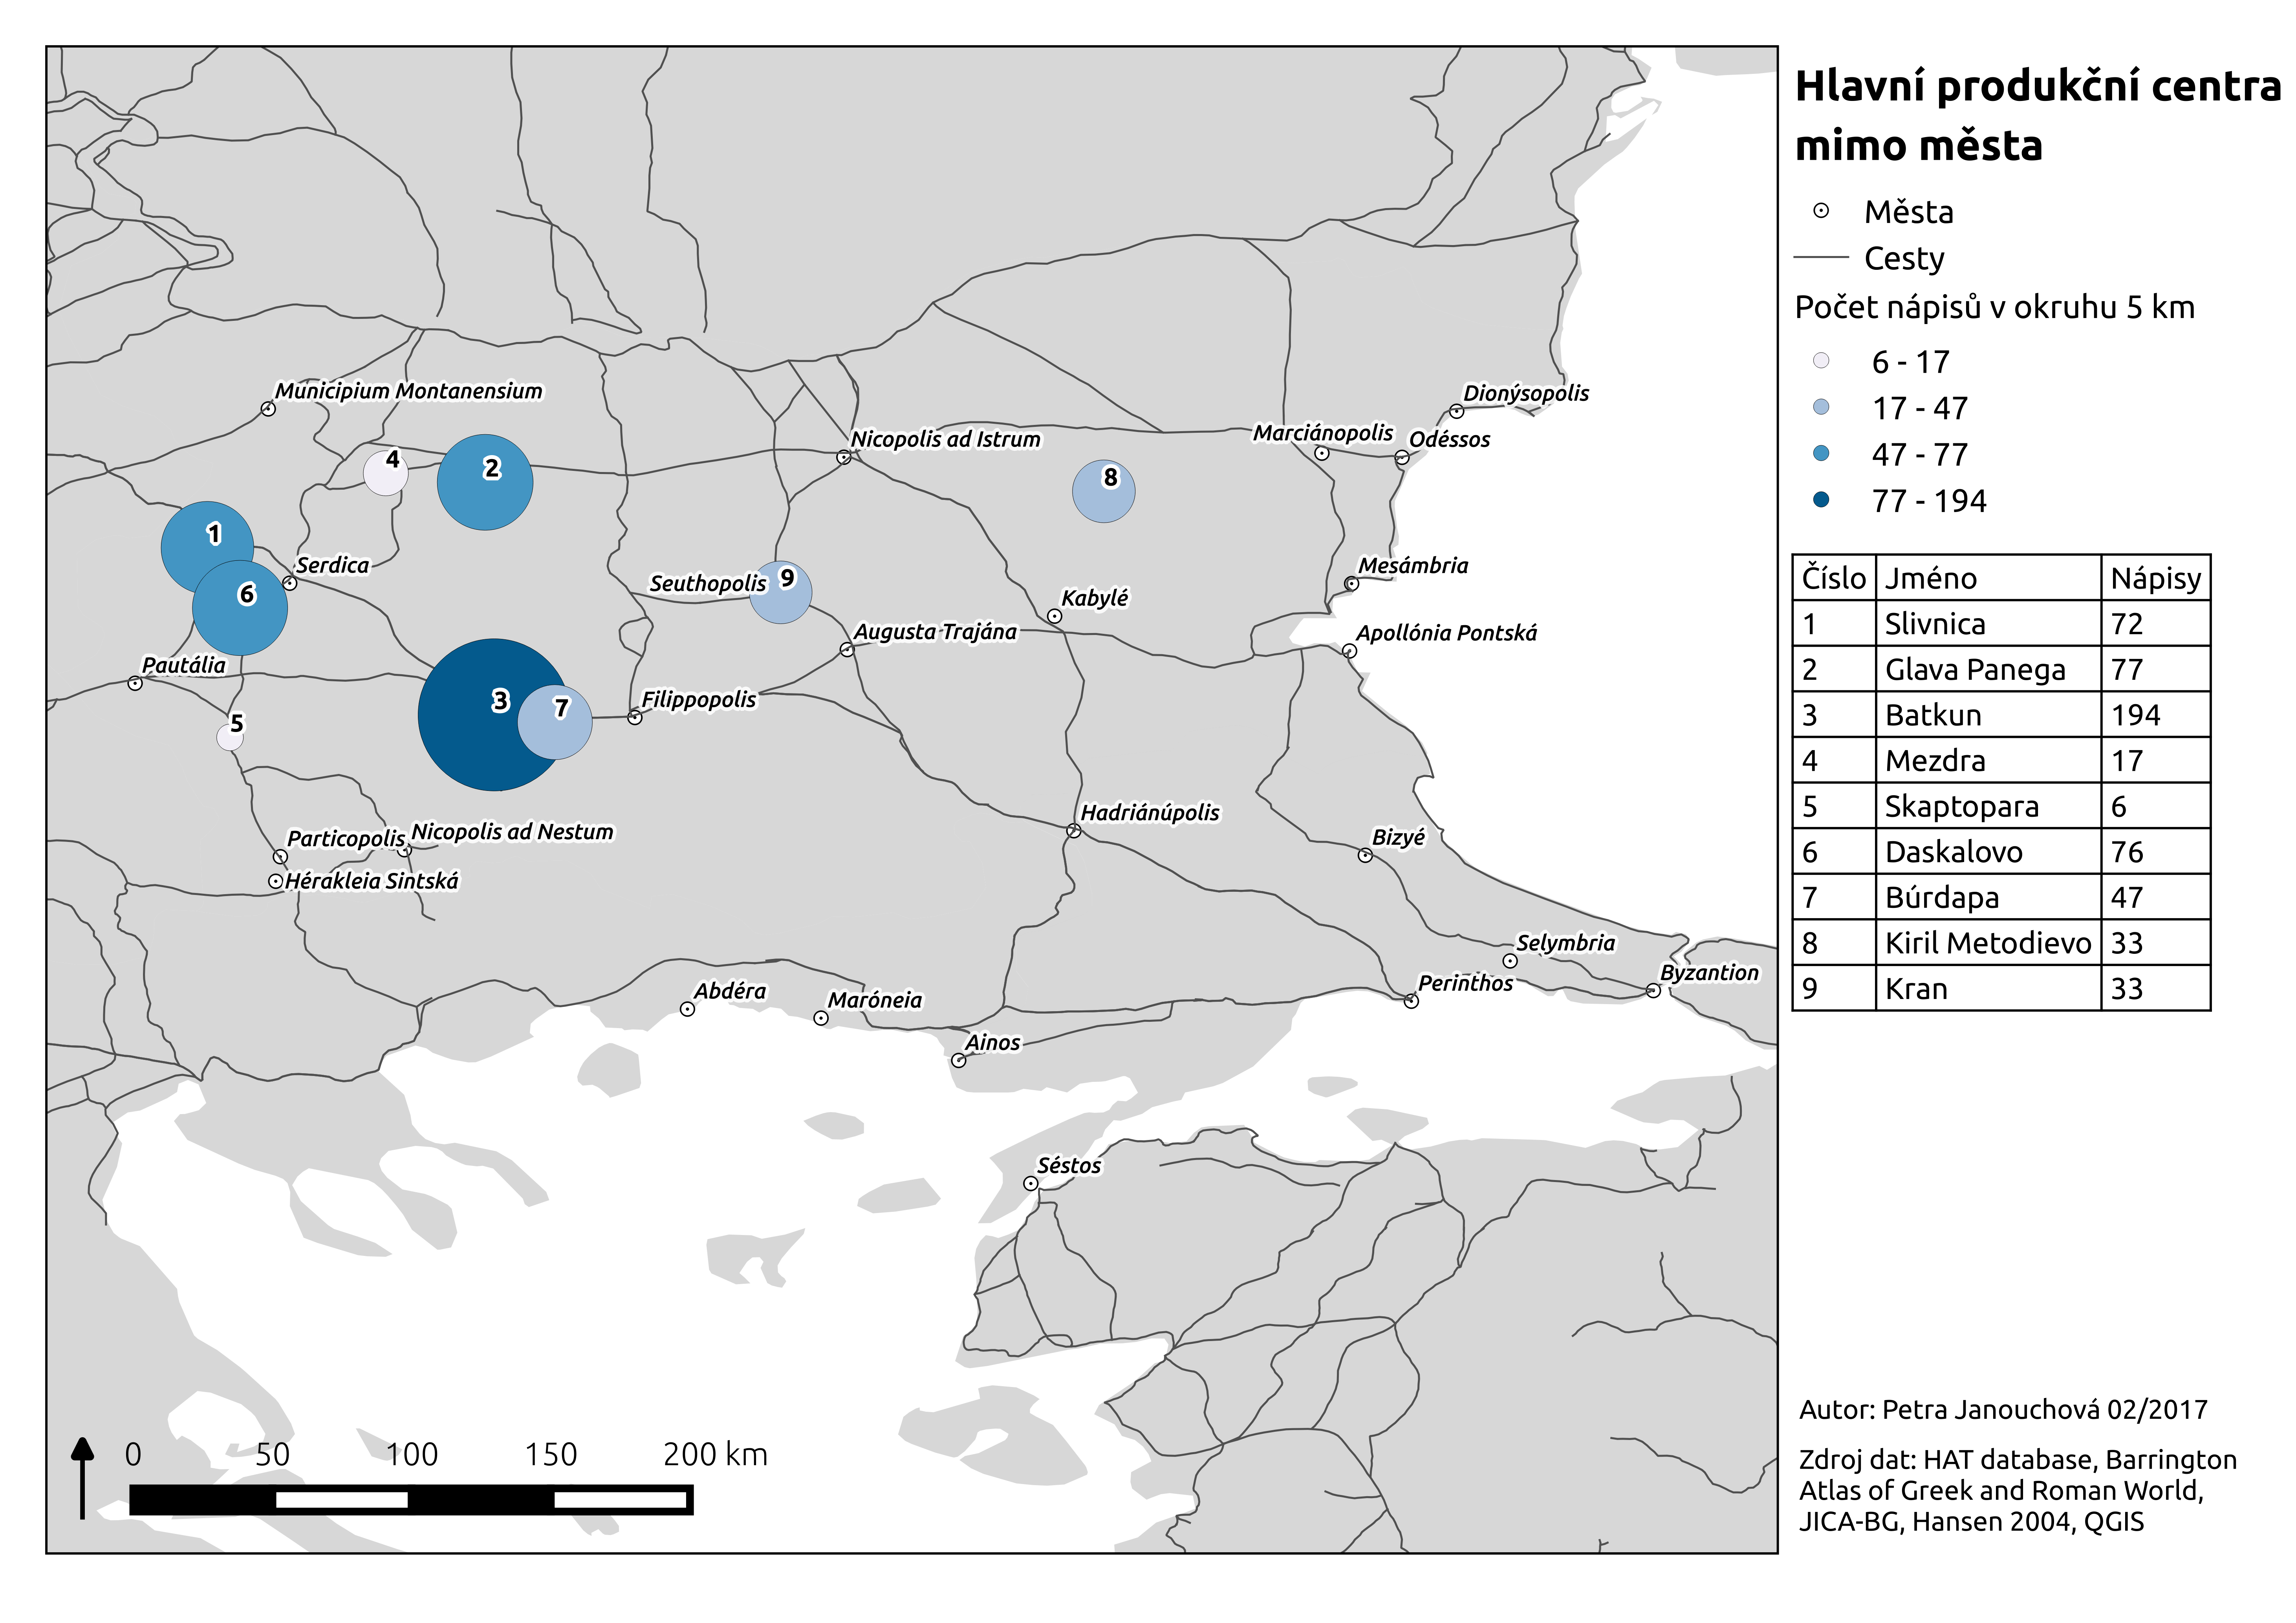 Hlavní produkční centra
mimo města
Města
Cesty
Počet nápisů v okruhu 5 km
6 - 17
17 - 47
47 - 77
77 - 194
Číslo Jméno Nápisy
1 Slivnica 72
2 Glava Panega 77
3 Batkun 194
4 Mezdra 17
5 Skaptopara 6
6 Daskalovo 76
7 Búrdapa 47
8 Kiril Metodievo 33
9 Kran 33
Municipium Montanensium
Dionýsopolis
Nicopolis ad Istrum
Marciánopolis
Odéssos
4
2
8
1
Serdica
Mesámbria
6
Seuthopolis
9
Kabylé
Augusta Trajána
Apollónia Pontská
Pautália
3
7
Filippopolis
5
Hadriánúpolis
Particopolis
Nicopolis ad Nestum
Bizyé
Hérakleia Sintská
Selymbria
Byzantion
Perinthos
Abdéra
Maróneia
Ainos
Séstos
0 50 100 150 200 km
Autor: Petra Janouchová 02/2017
Zdroj dat: HAT database, Barrington
Atlas of Greek and Roman World,
JICA-BG, Hansen 2004, QGIS